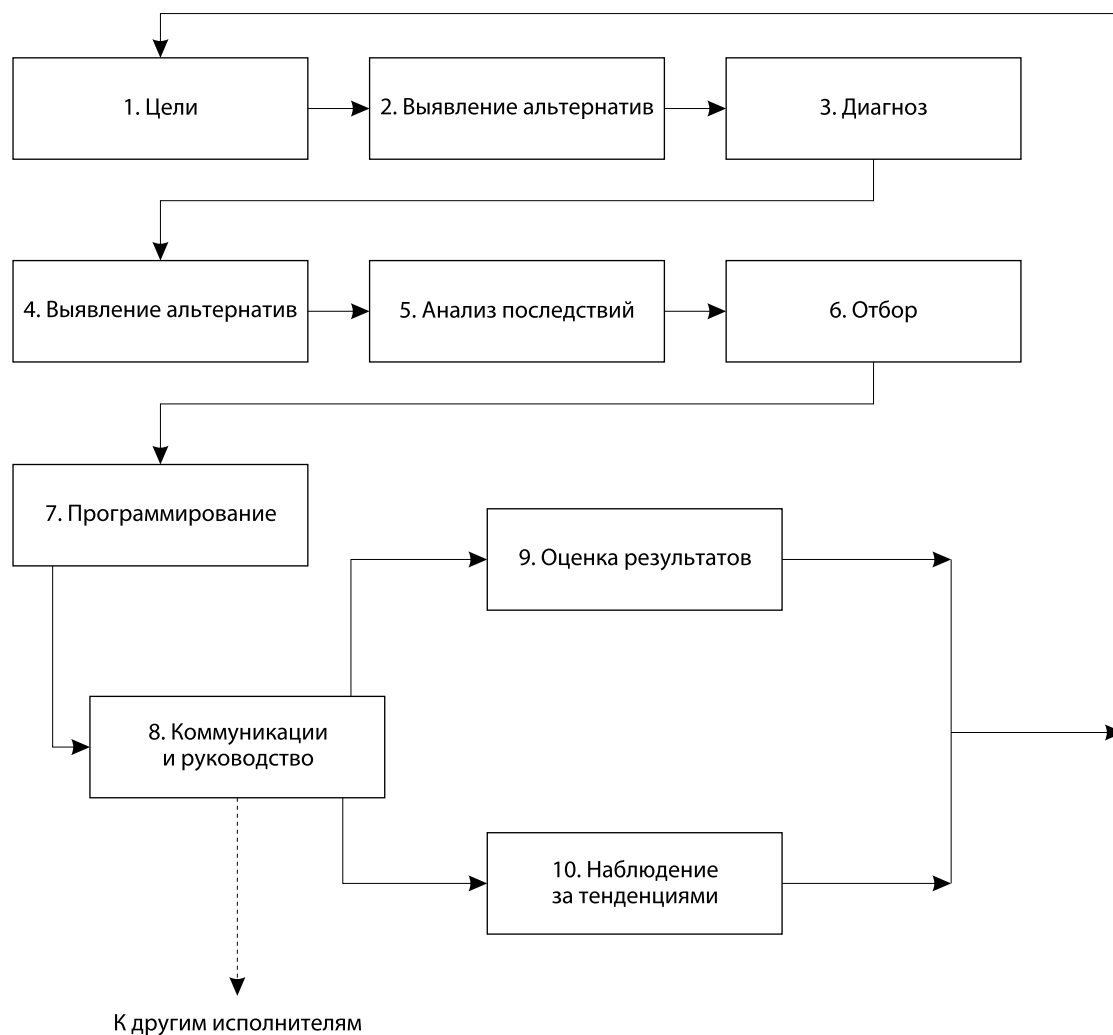 1. Цели
2. Выявление альтернатив
3. Диагноз
4. Выявление альтернатив
5. Анализ последствий
6. Отбор
7. Программирование
9. Оценка результатов
8. Коммуникации
и руководство
10. Наблюдение
за тенденциями
К другим исполнителям